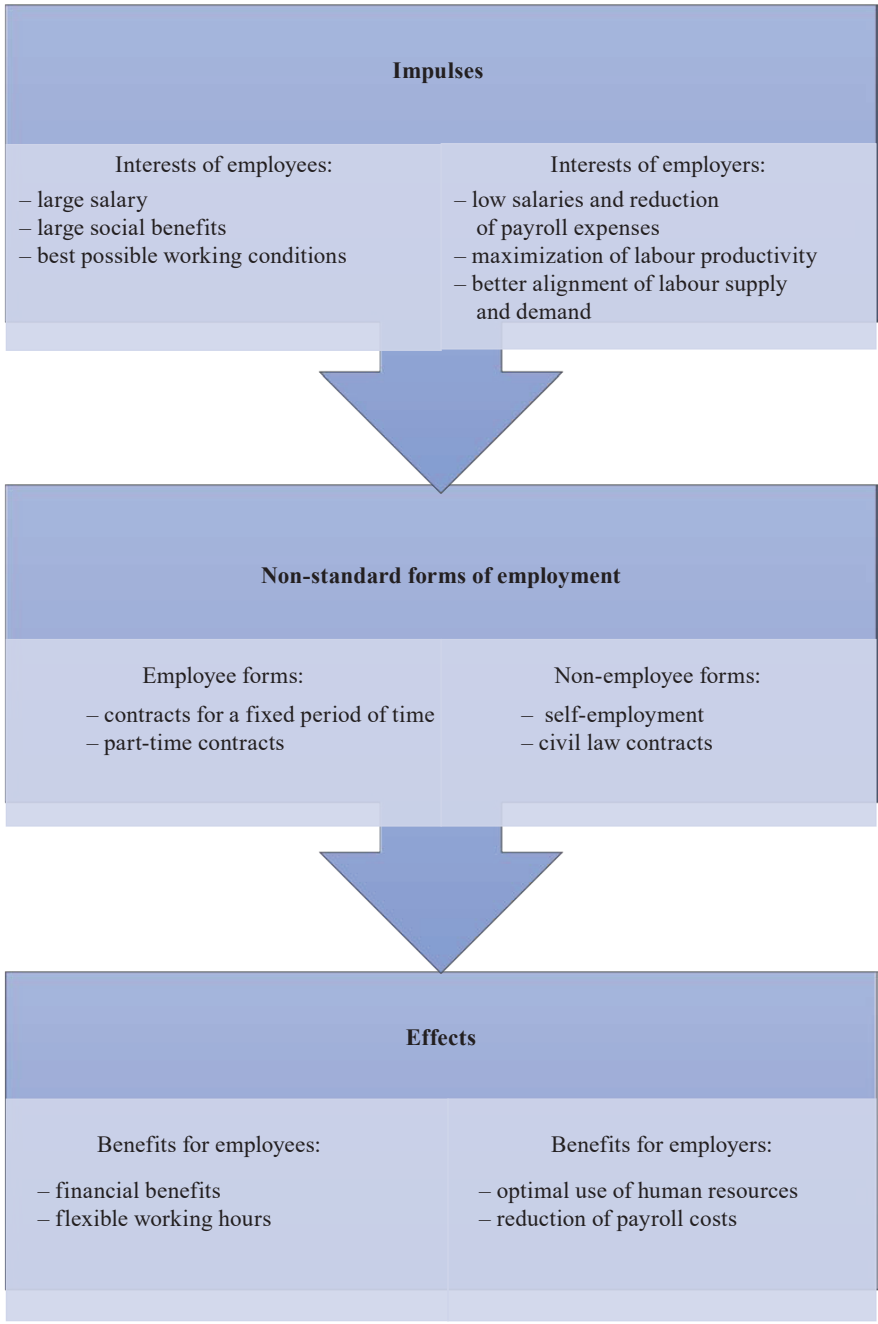 Impulses
Interests of employees:
– large salary
– large social benefits
– best possible working conditions
Interests of employers:
– low salaries and reduction
of payroll expenses
– maximization of labour productivity
– better alignment of labour supply
and demand
Non-standard forms of employment
Employee forms:
– contracts for a fixed period of time
– part-time contracts
Non-employee forms:
– self-employment
– civil law contracts
Effects
Benefits for employees:
– financial benefits
– flexible working hours
Benefits for employers:
– optimal use of human resources
– reduction of payroll costs